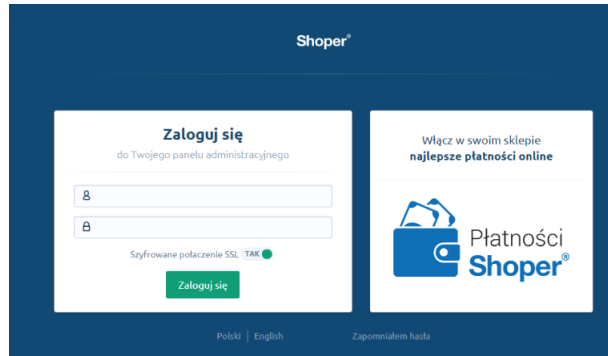 Shoper®
Zaloguj się
do Twojego panelu administracyjnego
Szyfrowane połaczenie SSL TAK
Zaloguj się
Włącz w swoim sklepie
najlepsze płatności online
Płatności
Shoper®
Polski | English
Zapomniałem hasła